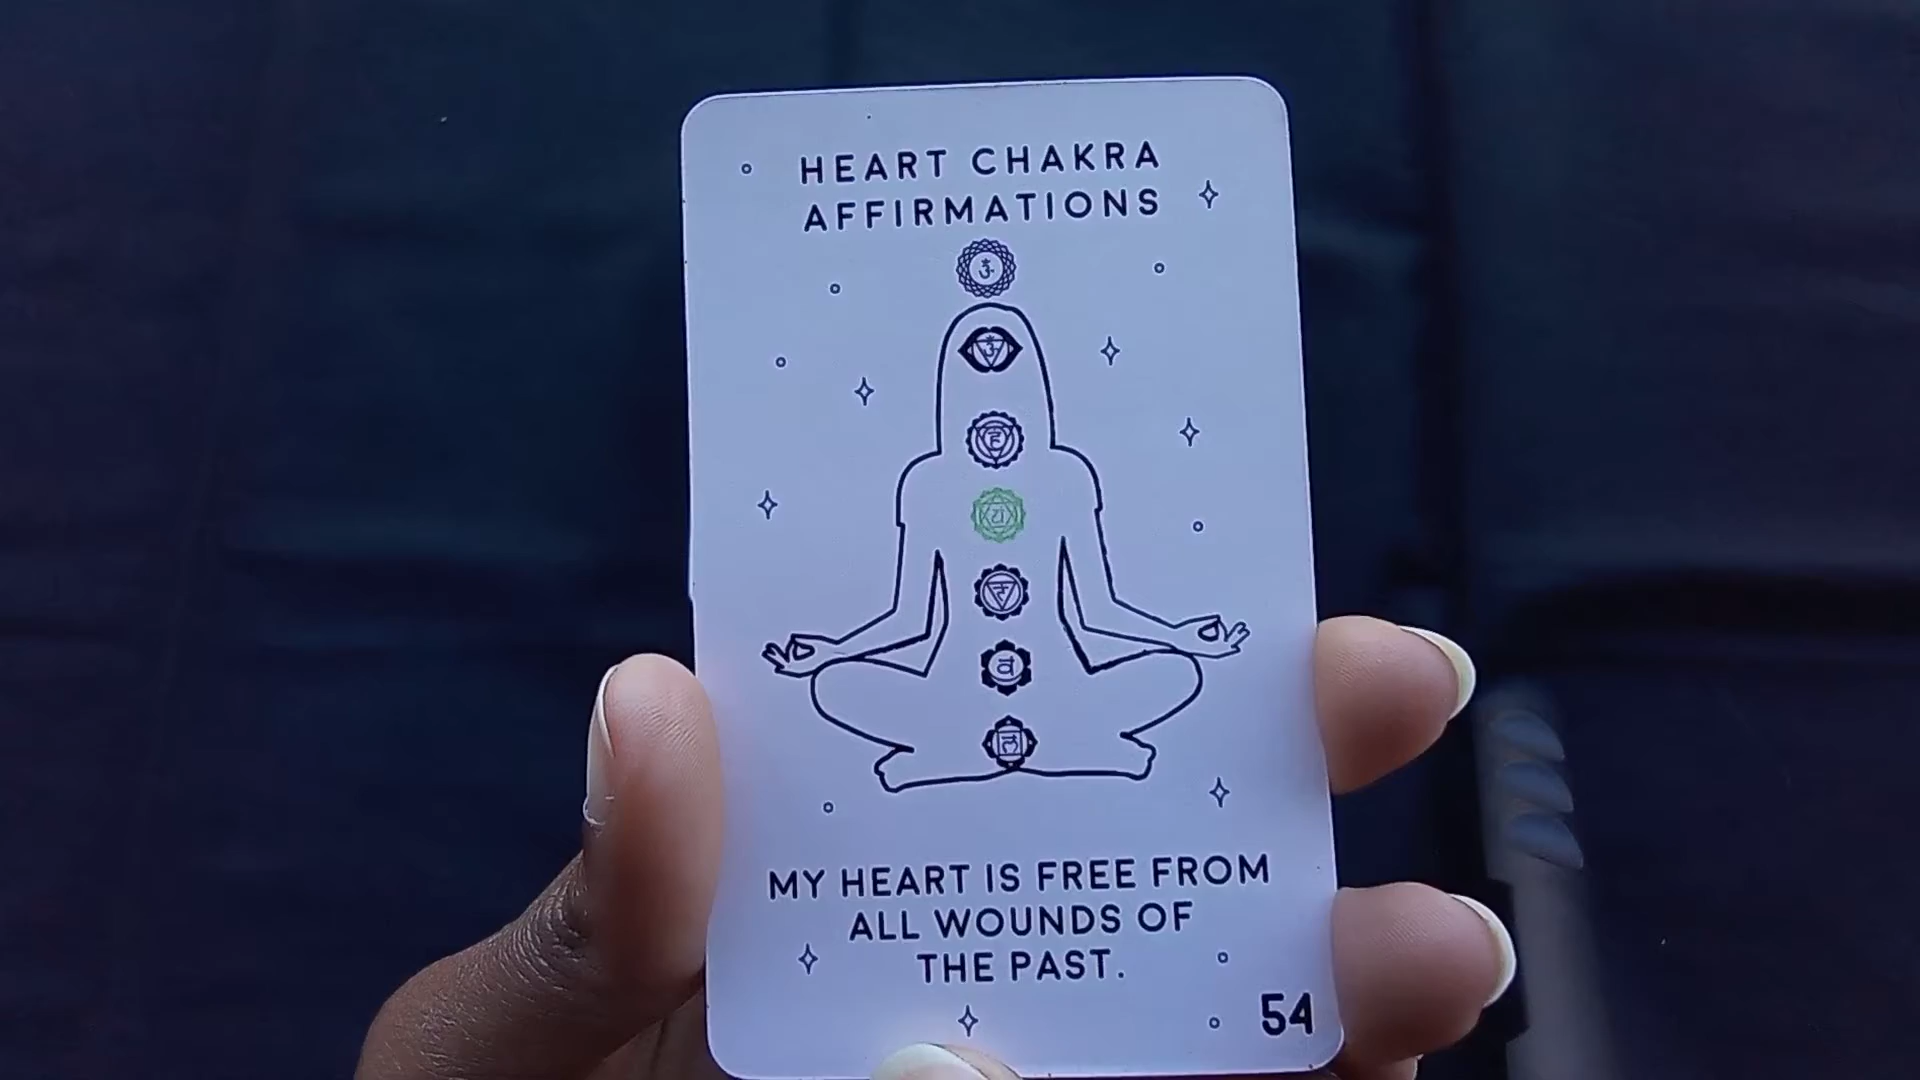 HEART CHAKRA
AFFIRMATIONS
ॐ
ॐ
हं
यं
रं
वं
लं
MY HEART IS FREE FROM
ALL WOUNDS OF
THE PAST.
54